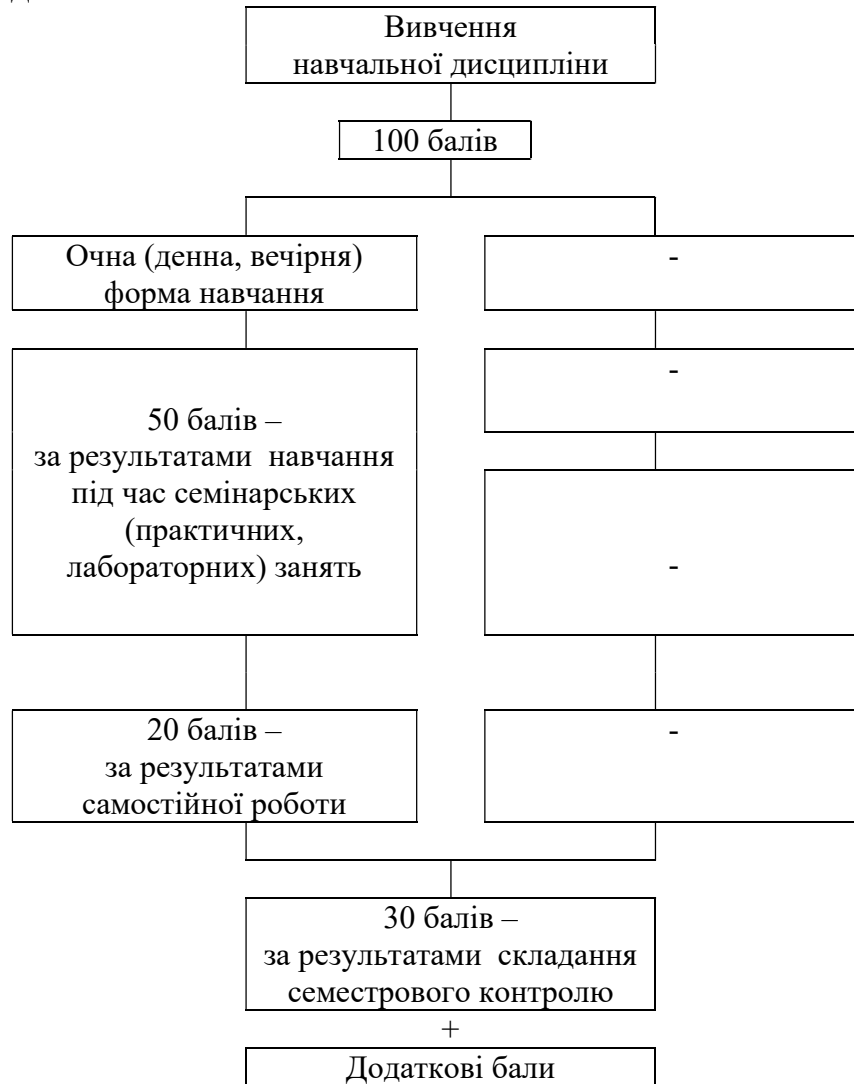 Вивчення
навчальної дисципліни
100 балів
Очна (денна, вечірня)
форма навчання
-
50 балів –
за результатами навчання
під час семінарських
(практичних,
лабораторних) занять
-
-
20 балів –
за результатами
самостійної роботи
-
30 балів –
за результатами складання
семестрового контролю
+
Додаткові бали